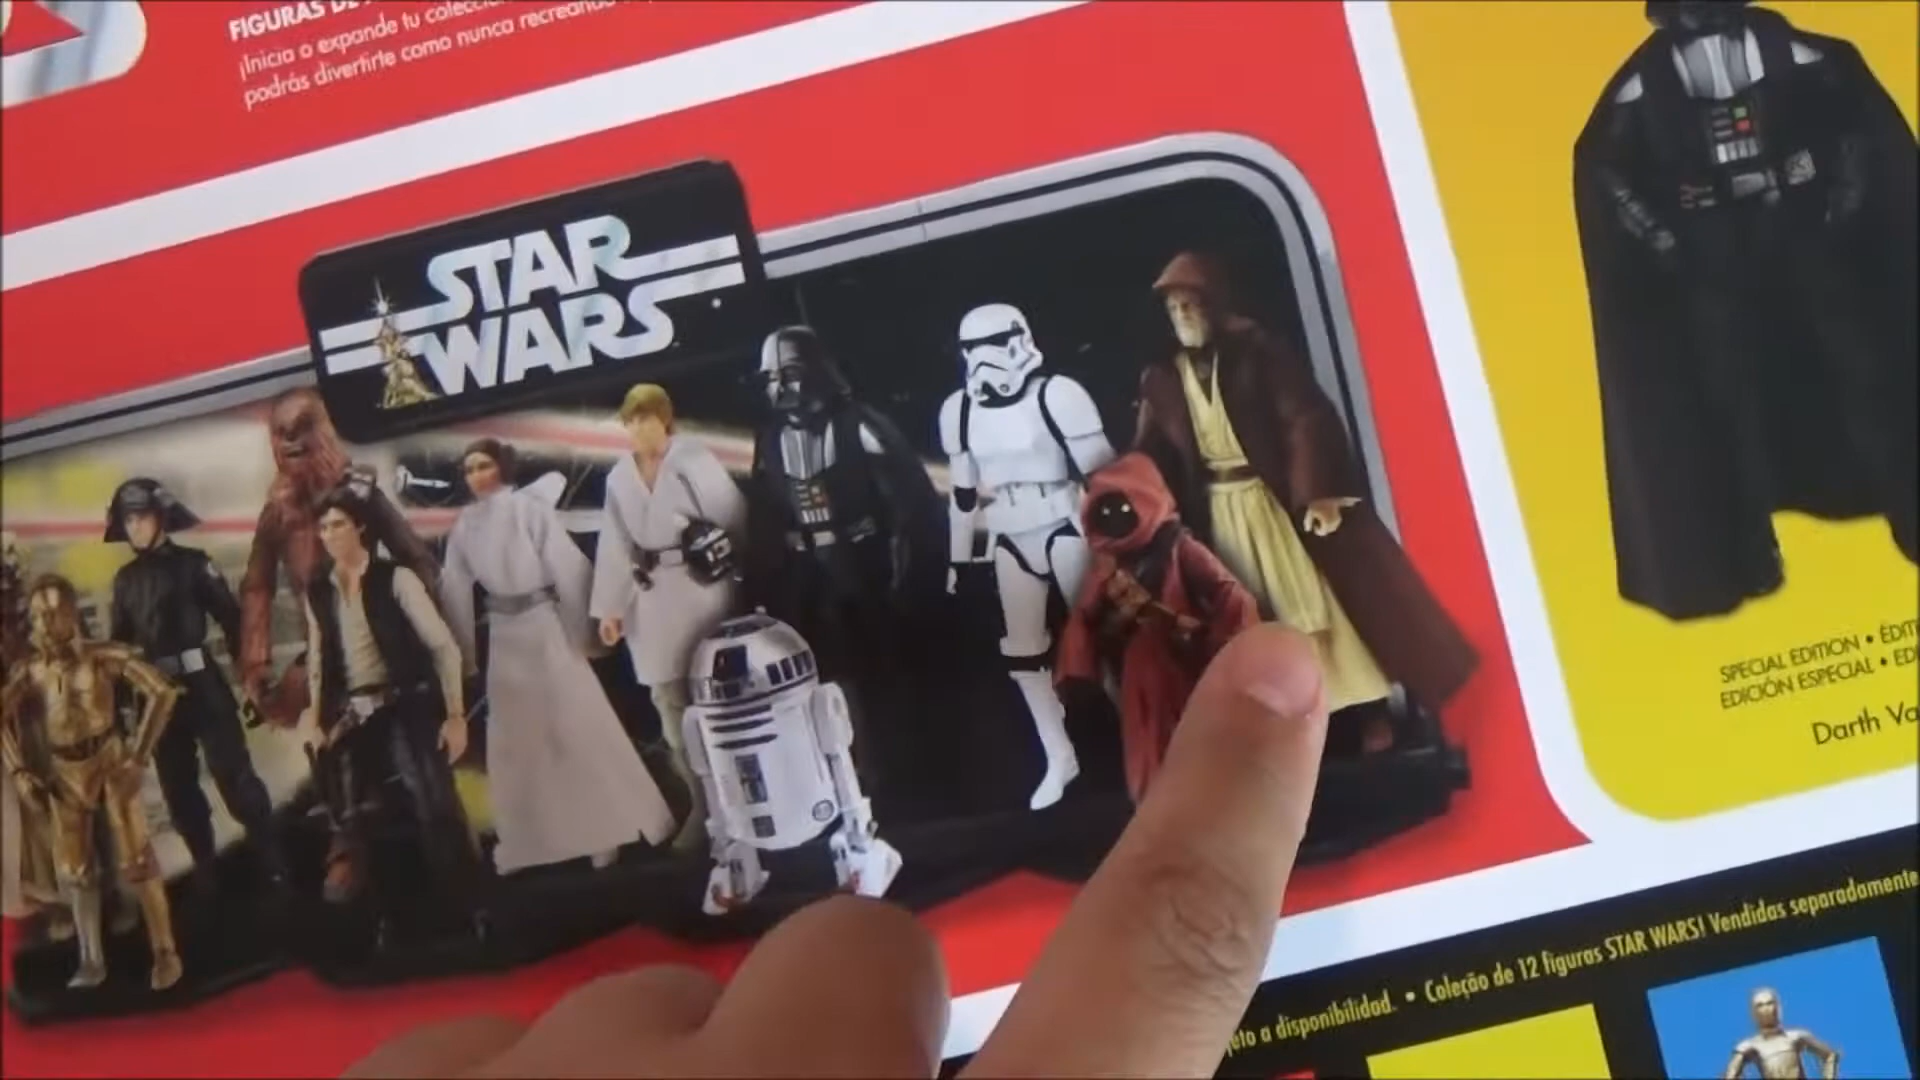 FIGURAS DE
¡Inicia o expande tu colección
podrás divertirte como nunca recreando
STAR
WARS
SPECIAL EDITION • ÉDIT
EDICIÓN ESPECIAL • ED
Darth Va
jeto a disponibilidad. • Coleção de 12 figuras STAR WARS! Vendidas separadamente